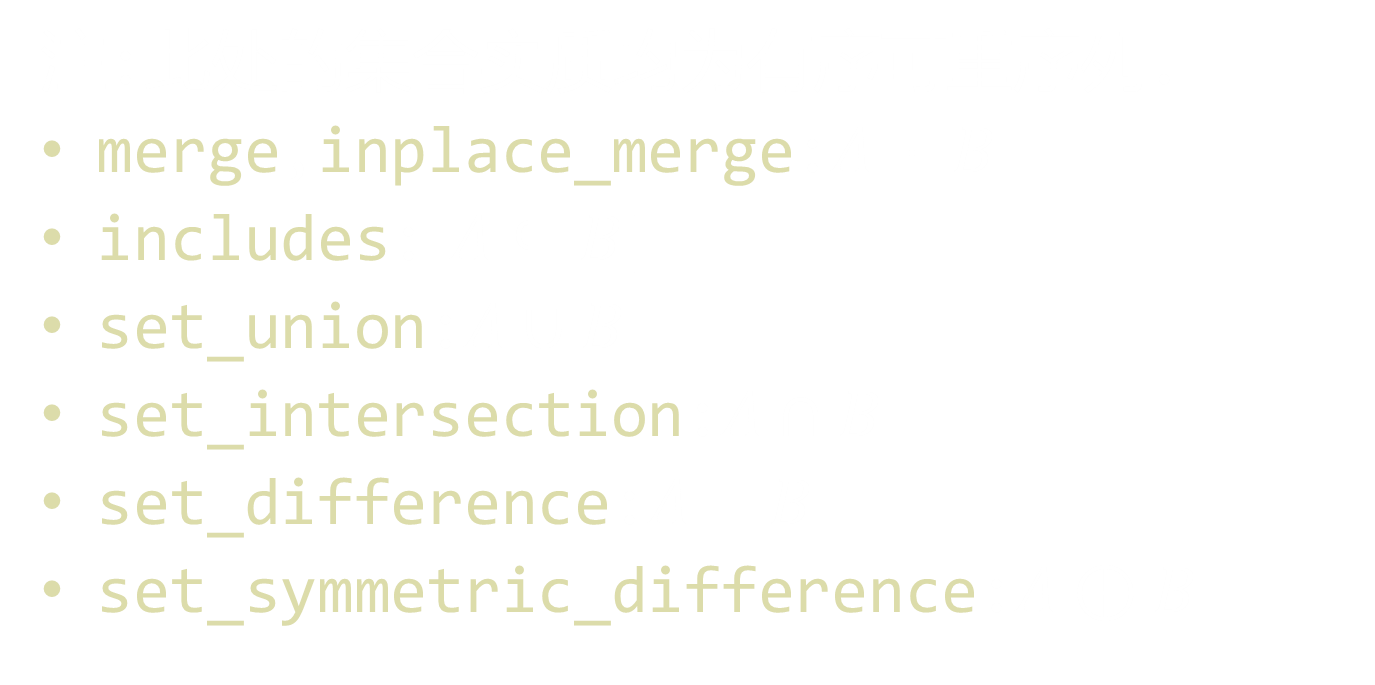 • merge inplace_merge
• includes
• set_union
• set_intersection
• set_difference
• set_symmetric_difference